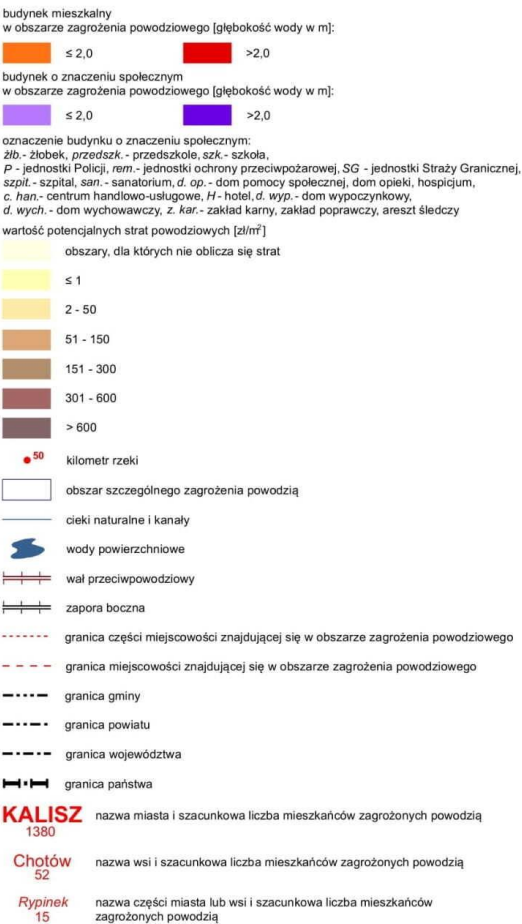 budynek mieszkalny
w obszarze zagrożenia powodziowego [głębokość wody w m]:
≤ 2,0 >2,0
budynek o znaczeniu społecznym
w obszarze zagrożenia powodziowego [głębokość wody w m]:
≤ 2,0 >2,0
oznaczenie budynku o znaczeniu społecznym:
żłb.- żłobek, przedszk.- przedszkole, szk.- szkoła,
P - jednostki Policji, rem.- jednostki ochrony przeciwpożarowej, SG - jednostki Straży Granicznej,
szpit.- szpital, san.- sanatorium, d. op.- dom pomocy społecznej, dom opieki, hospicjum,
c. han.- centrum handlowo-usługowe, H - hotel, d. wyp.- dom wypoczynkowy,
d. wych.- dom wychowawczy, z. kar.- zakład karny, zakład poprawczy, areszt śledczy
wartość potencjalnych strat powodziowych [zł/m²]
obszary, dla których nie oblicza się strat
≤ 1
2 - 50
51 - 150
151 - 300
301 - 600
> 600
50 kilometr rzeki
obszar szczególnego zagrożenia powodzią
cieki naturalne i kanały
wody powierzchniowe
wał przeciwpowodziowy
zapora boczna
granica części miejscowości znajdującej się w obszarze zagrożenia powodziowego
granica miejscowości znajdującej się w obszarze zagrożenia powodziowego
granica gminy
granica powiatu
granica województwa
granica państwa
KALISZ nazwa miasta i szacunkowa liczba mieszkańców zagrożonych powodzią
1380
Chotów nazwa wsi i szacunkowa liczba mieszkańców zagrożonych powodzią
52
Rypinek nazwa części miasta lub wsi i szacunkowa liczba mieszkańców
15 zagrożonych powodzią